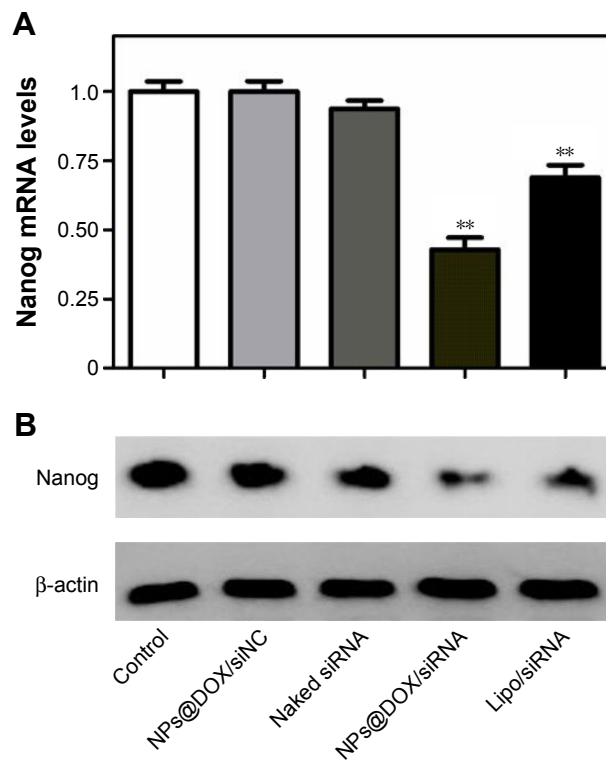 A
Nanog mRNA levels
1.0
0.75
0.50
0.25
0
**
**
B
Nanog
β-actin
Control
NPs@DOX/siNC
Naked siRNA
NPs@DOX/siRNA
Lipo/siRNA